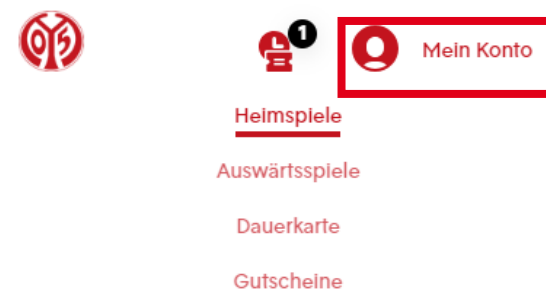 1
Mein Konto
Heimspiele
Auswärtsspiele
Dauerkarte
Gutscheine